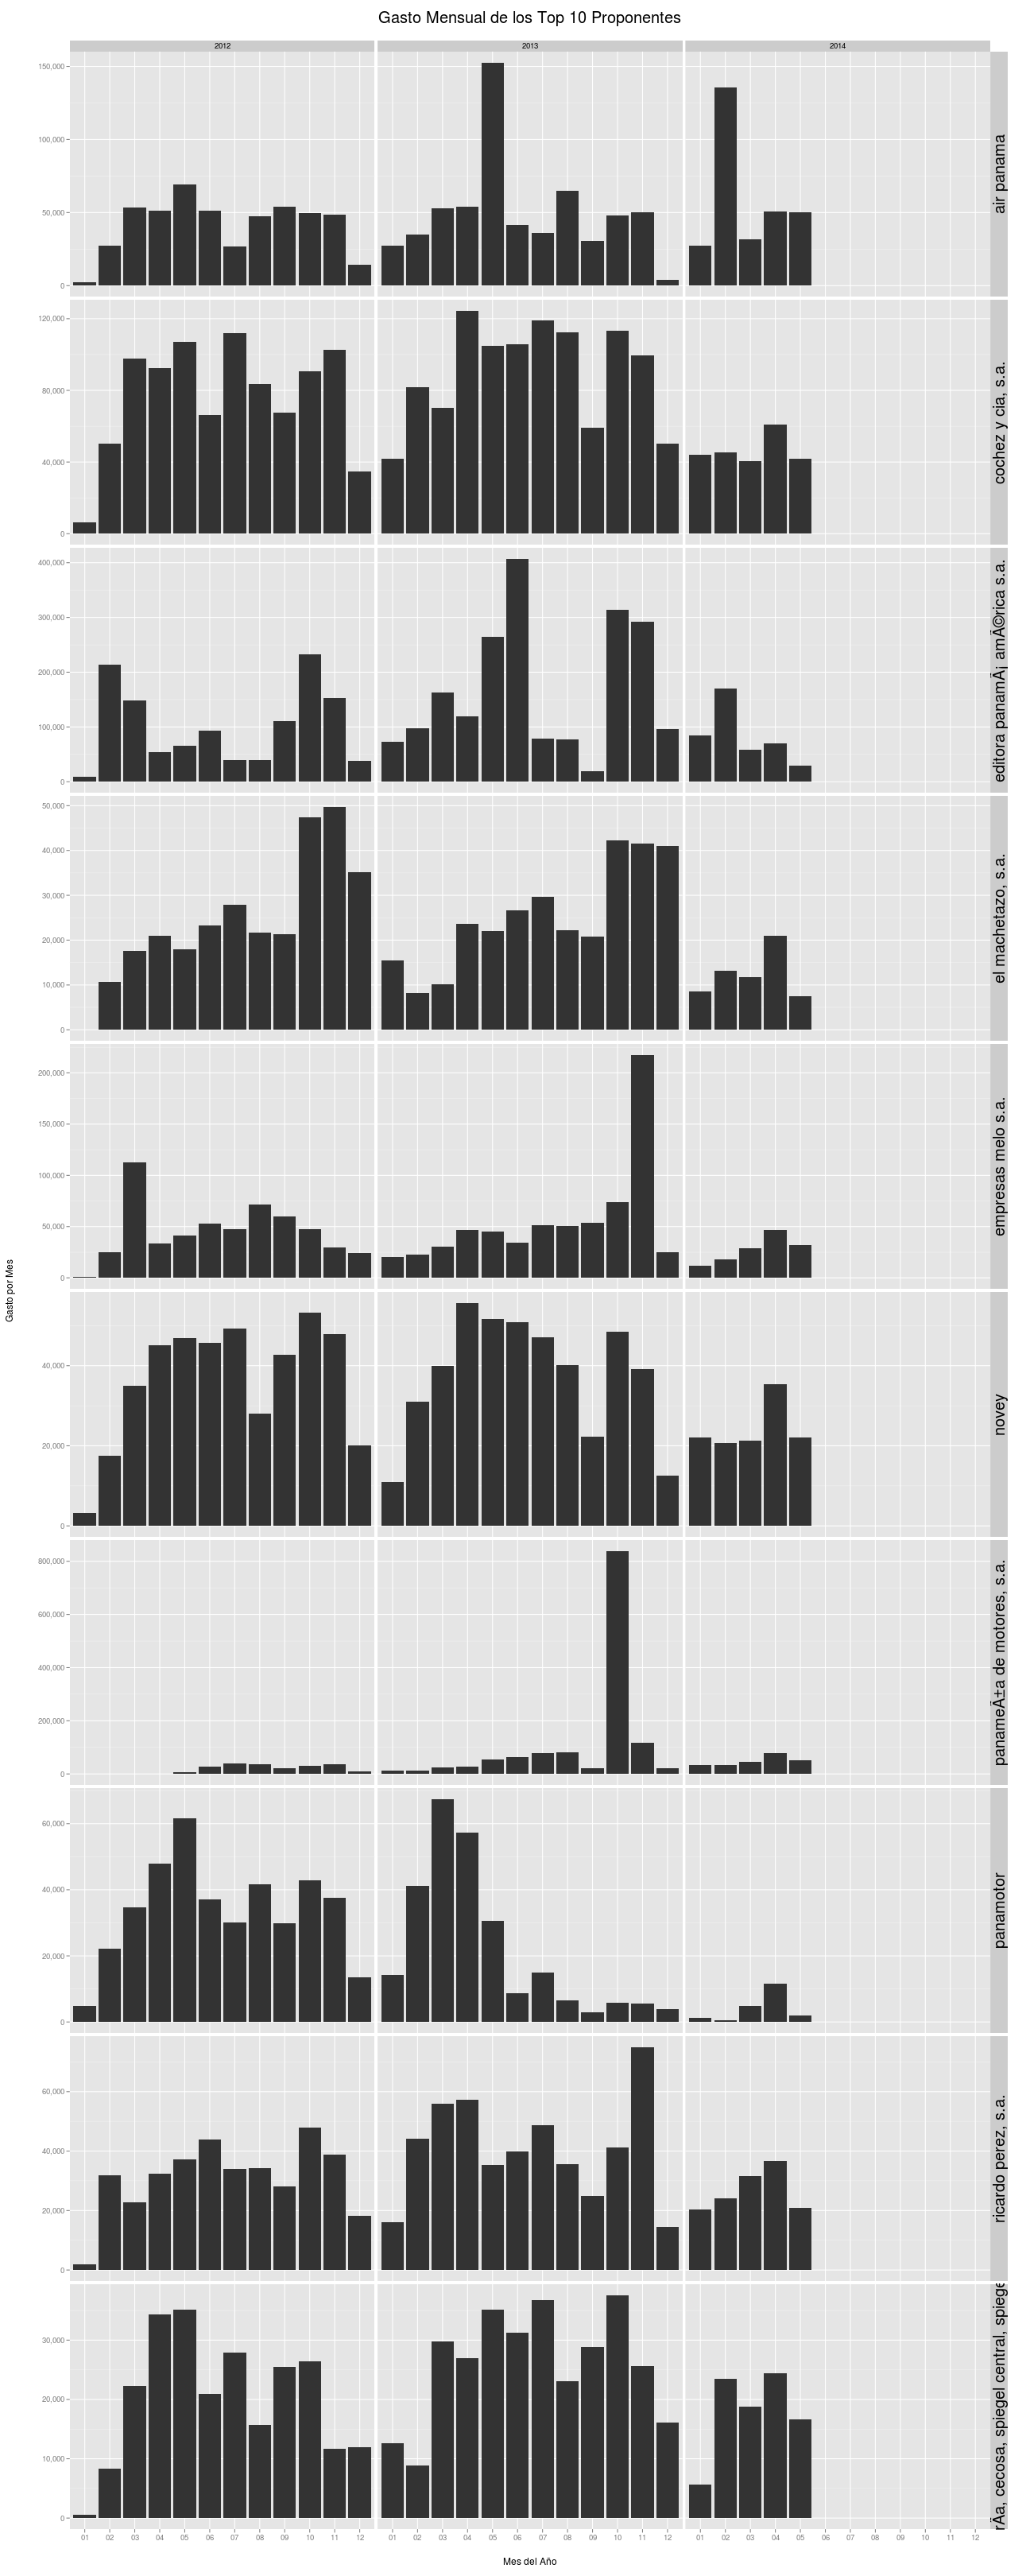 Gasto Mensual de los Top 10 Proponentes
2012 2013 2014
150,000
100,000
50,000
0
air panama
120,000
80,000
40,000
0
cochez y cia, s.a.
400,000
300,000
200,000
100,000
0
editora panamÃ¡ amÃ©rica s.a.
50,000
40,000
30,000
20,000
10,000
0
el machetazo, s.a.
200,000
150,000
100,000
50,000
0
empresas melo s.a.
Gasto por Mes
40,000
20,000
0
novey
800,000
600,000
400,000
200,000
0
panameÃ±a de motores, s.a.
60,000
40,000
20,000
0
panamotor
60,000
40,000
20,000
0
ricardo perez, s.a.
30,000
20,000
10,000
0
rÃa, cecosa, spiegel central, spiege
01 02 03 04 05 06 07 08 09 10 11 12 01 02 03 04 05 06 07 08 09 10 11 12 01 02 03 04 05 06 07 08 09 10 11 12
Mes del Año